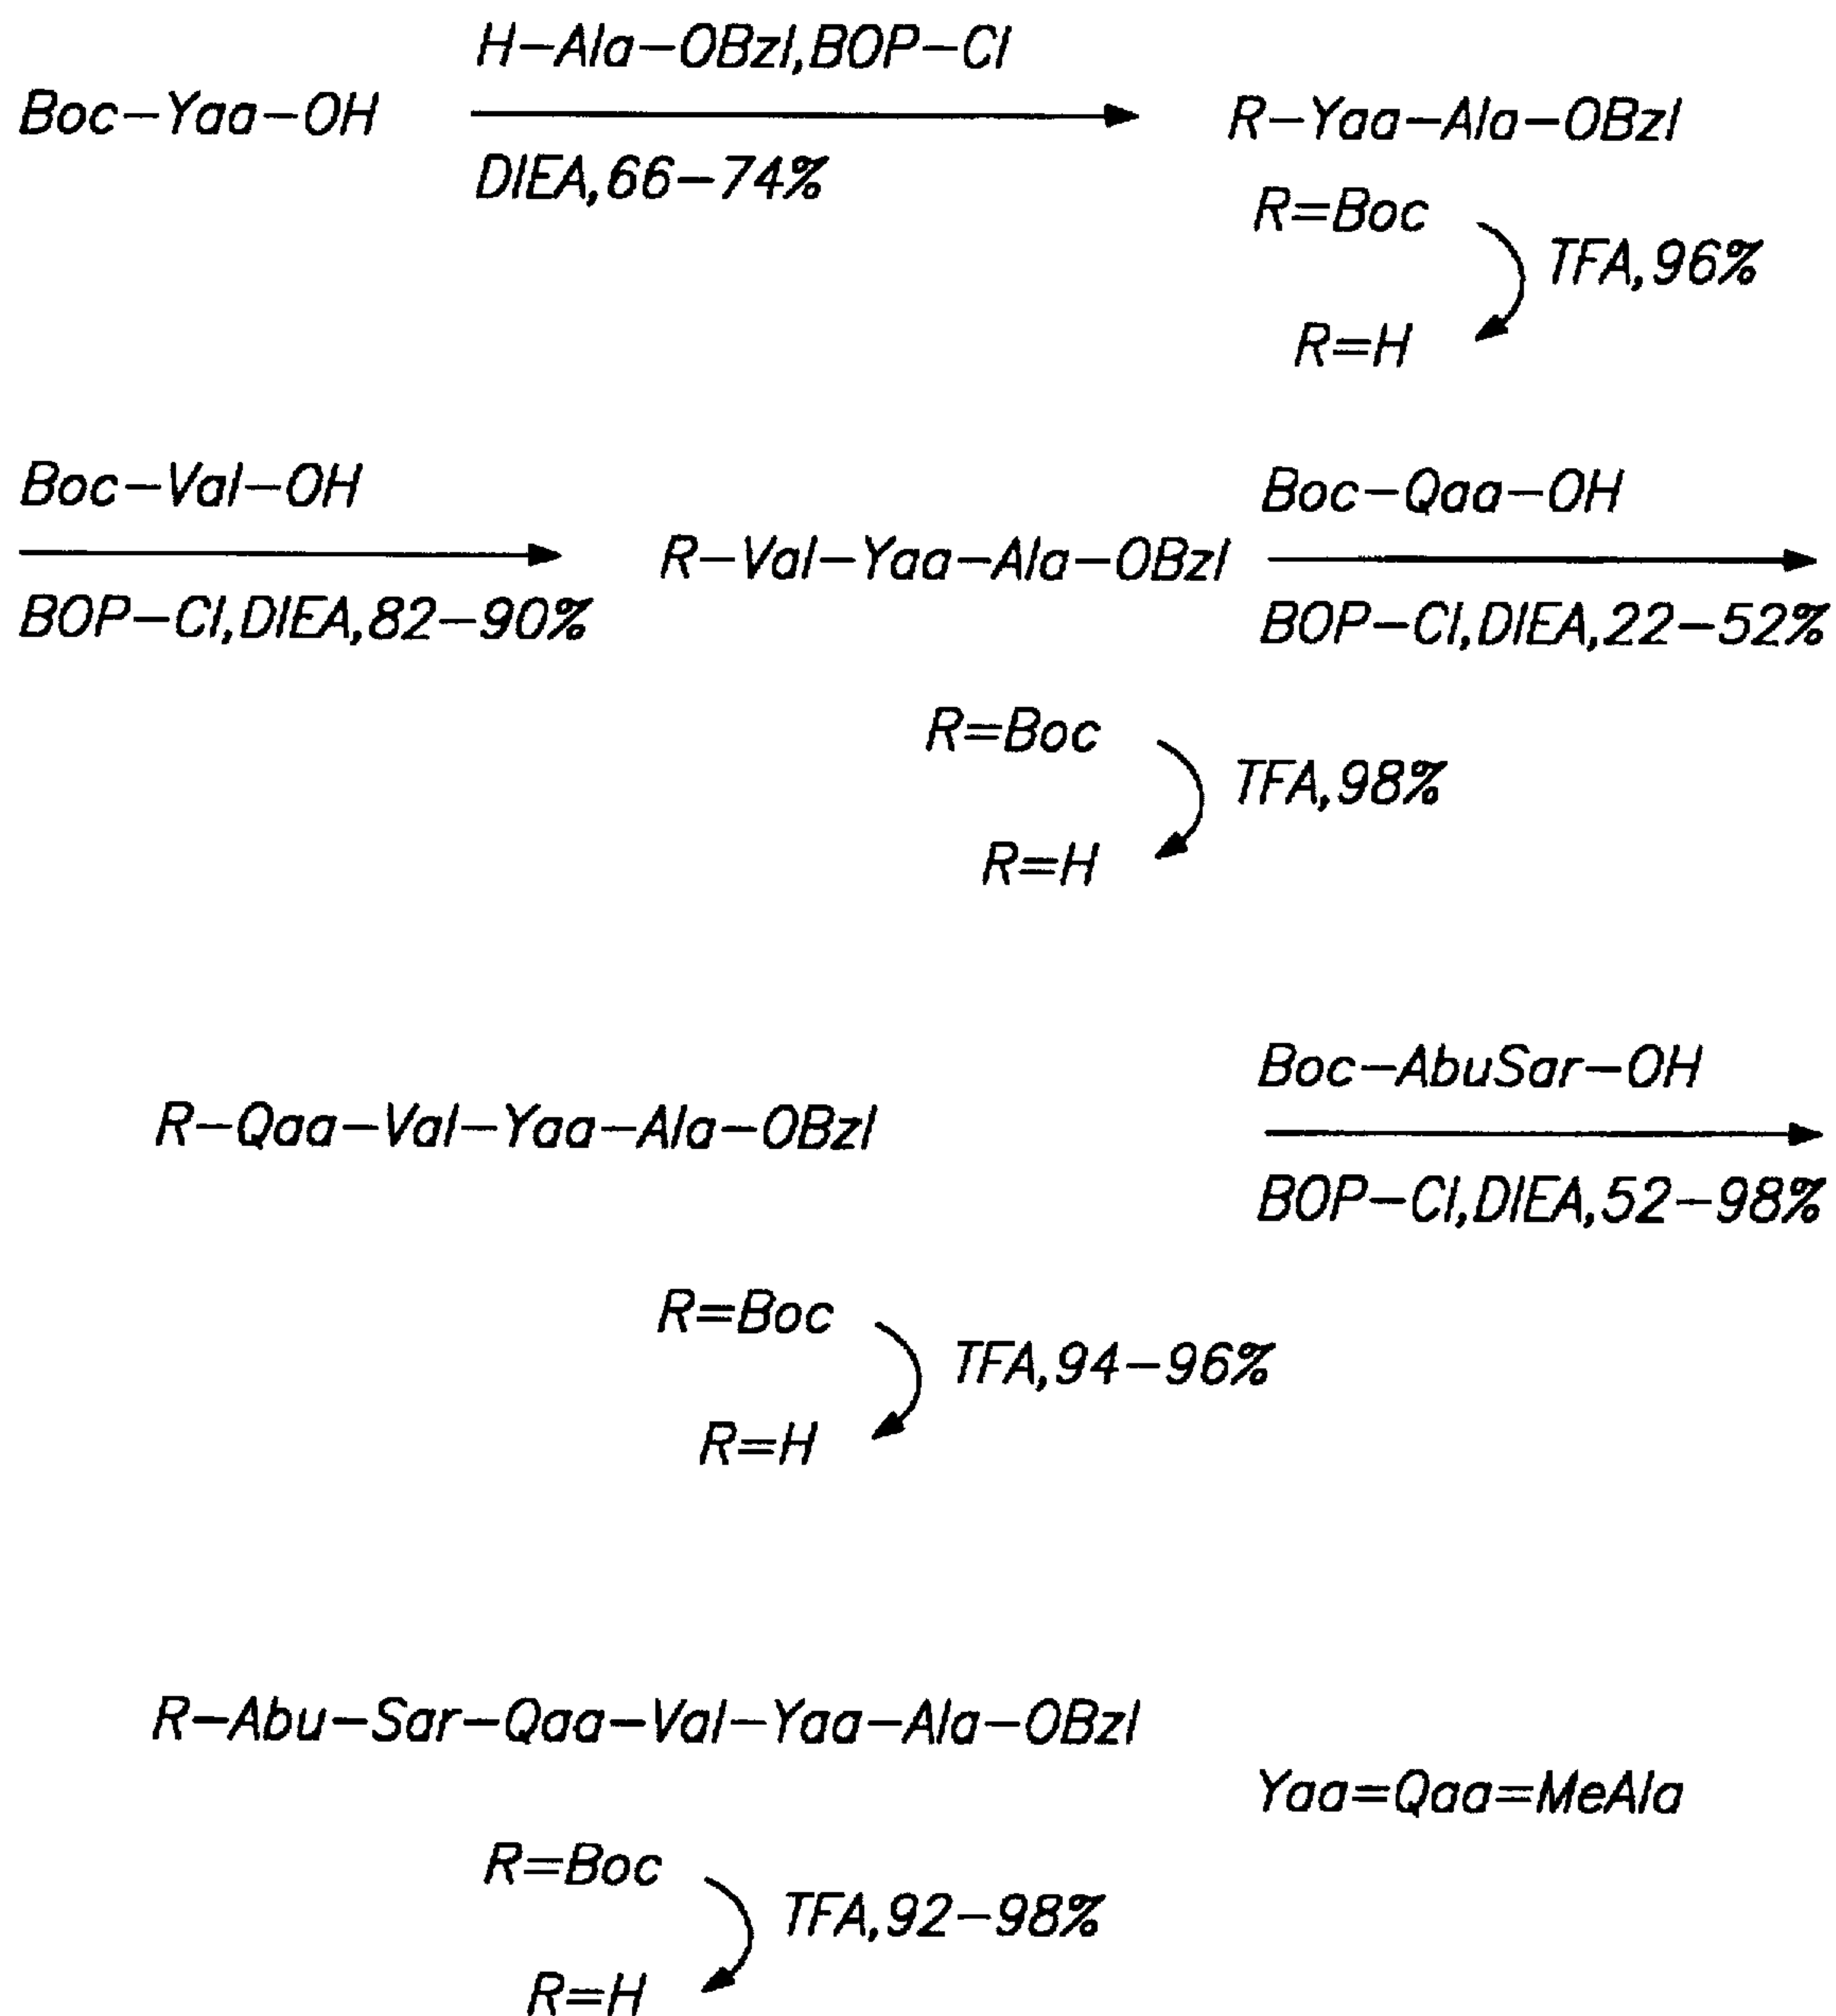 H-Ala-OBzl,BOP-Cl
Boc-Yaa-OH
R-Yaa-Ala-OBzl
DIEA,66-74%
R=Boc
TFA,96%
R=H
Boc-Val-OH
Boc-Qaa-OH
R-Val-Yaa-Ala-OBzl
BOP-Cl,DIEA,82-90%
BOP-Cl,DIEA,22-52%
R=Boc
TFA,98%
R=H
Boc-AbuSar-OH
R-Qaa-Val-Yaa-Ala-OBzl
BOP-Cl,DIEA,52-98%
R=Boc
TFA,94-96%
R=H
R-Abu-Sar-Qaa-Val-Yaa-Ala-OBzl
Yaa=Qaa=MeAla
R=Boc
TFA,92-98%
R=H